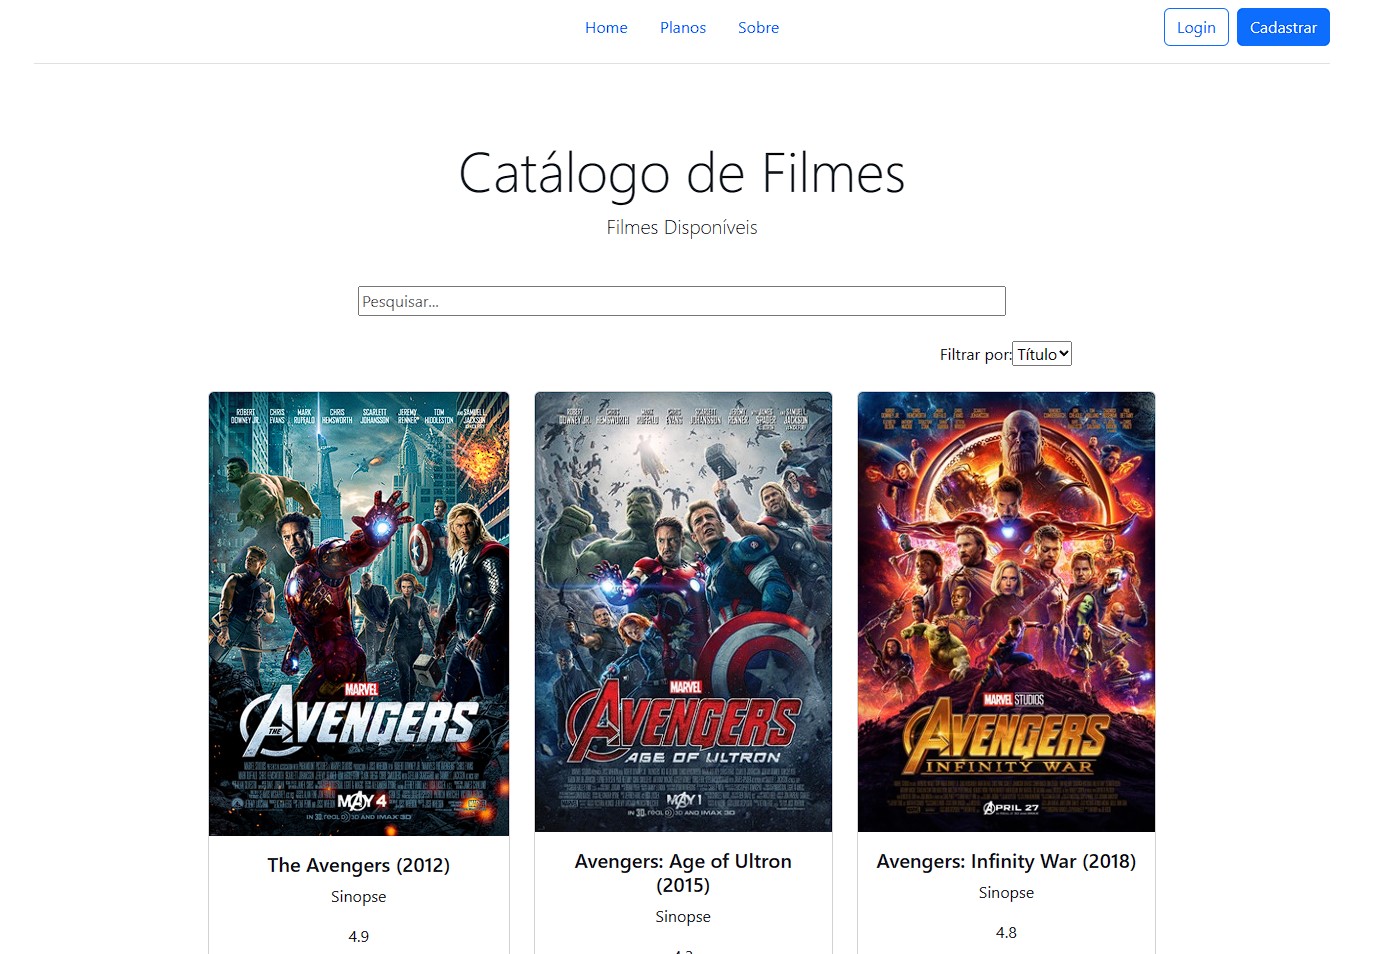 Home Planos Sobre Login Cadastrar
Catálogo de Filmes
Filmes Disponíveis
Pesquisar...
Filtrar por: Título
ROBERT DOWNEY JR. CHRIS EVANS MARK RUFFALO CHRIS HEMSWORTH SCARLETT JOHANSSON JEREMY RENNER TOM HIDDLESTON AND SAMUEL L. JACKSON
MARVEL
THE AVENGERS
MAY 4
IN 3D, REAL D 3D AND IMAX 3D
ROBERT DOWNEY JR. CHRIS HEMSWORTH MARK RUFFALO CHRIS EVANS SCARLETT JOHANSSON JEREMY RENNER WITH JAMES SPADER AND SAMUEL L. JACKSON
MARVEL
AVENGERS
AGE OF ULTRON
MAY 1
IN 3D, REAL D 3D AND IMAX 3D
MARVEL STUDIOS
AVENGERS
INFINITY WAR
APRIL 27
The Avengers (2012)
Sinopse
4.9
Avengers: Age of Ultron
(2015)
Sinopse
Avengers: Infinity War (2018)
Sinopse
4.8